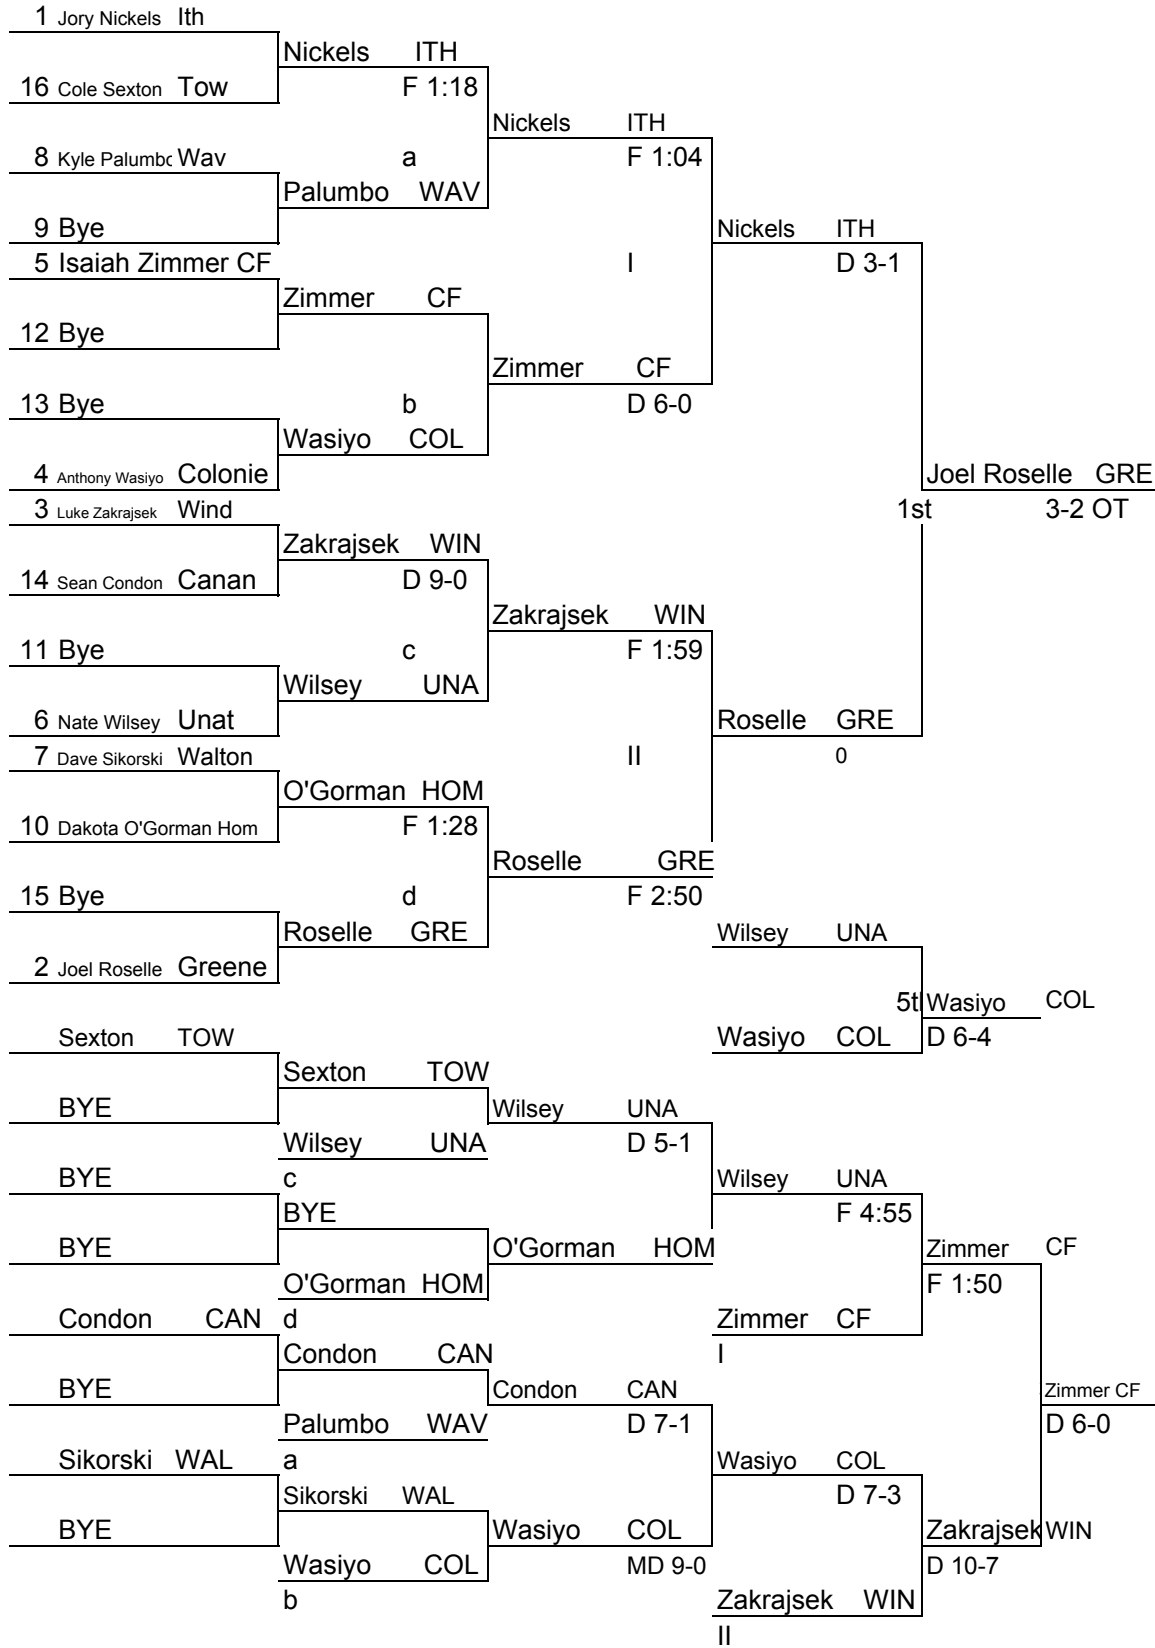 1 Jory Nickels Ith
Nickels ITH
16 Cole Sexton Tow F 1:18
Nickels ITH
8 Kyle Palumbo Wav a F 1:04
Palumbo WAV
9 Bye Nickels ITH
5 Isaiah Zimmer CF I D 3-1
Zimmer CF
12 Bye
Zimmer CF
13 Bye b D 6-0
Wasiyo COL
4 Anthony Wasiyo Colonie Joel Roselle GRE
3 Luke Zakrajsek Wind 1st 3-2 OT
Zakrajsek WIN
14 Sean Condon Canan D 9-0
Zakrajsek WIN
11 Bye c F 1:59
Wilsey UNA
6 Nate Wilsey Unat Roselle GRE
7 Dave Sikorski Walton II 0
O'Gorman HOM
10 Dakota O'Gorman Hom F 1:28
Roselle GRE
15 Bye d F 2:50
Roselle GRE Wilsey UNA
2 Joel Roselle Greene
5t Wasiyo COL
Sexton TOW Wasiyo COL D 6-4
Sexton TOW
BYE Wilsey UNA
Wilsey UNA D 5-1
BYE c Wilsey UNA
BYE F 4:55
BYE O'Gorman HOM Zimmer CF
O'Gorman HOM F 1:50
Condon CAN d Zimmer CF
Condon CAN I
BYE Condon CAN Zimmer CF
Palumbo WAV D 7-1 D 6-0
Sikorski WAL a Wasiyo COL
Sikorski WAL D 7-3
BYE Wasiyo COL Zakrajsek WIN
Wasiyo COL MD 9-0 D 10-7
b Zakrajsek WIN
II